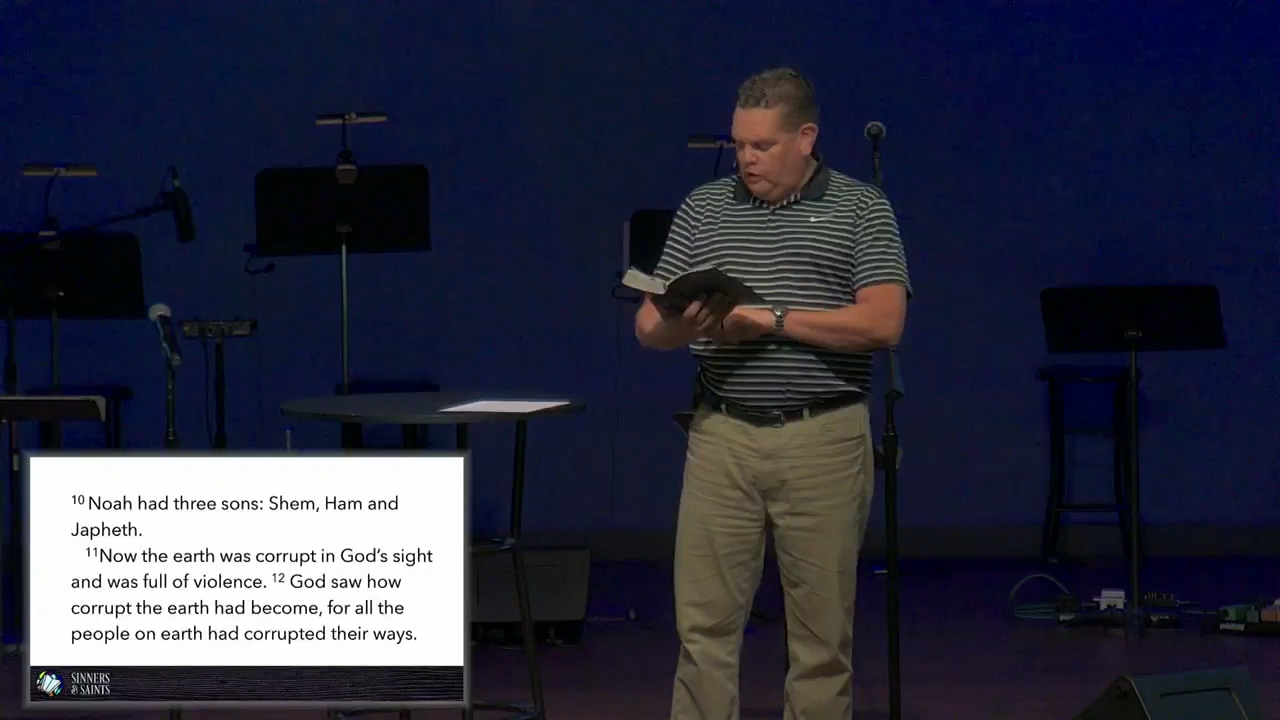 10 Noah had three sons: Shem, Ham and
Japheth.
11Now the earth was corrupt in God's sight
and was full of violence. 12 God saw how
corrupt the earth had become, for all the
people on earth had corrupted their ways.
SINNERS
& SAINTS